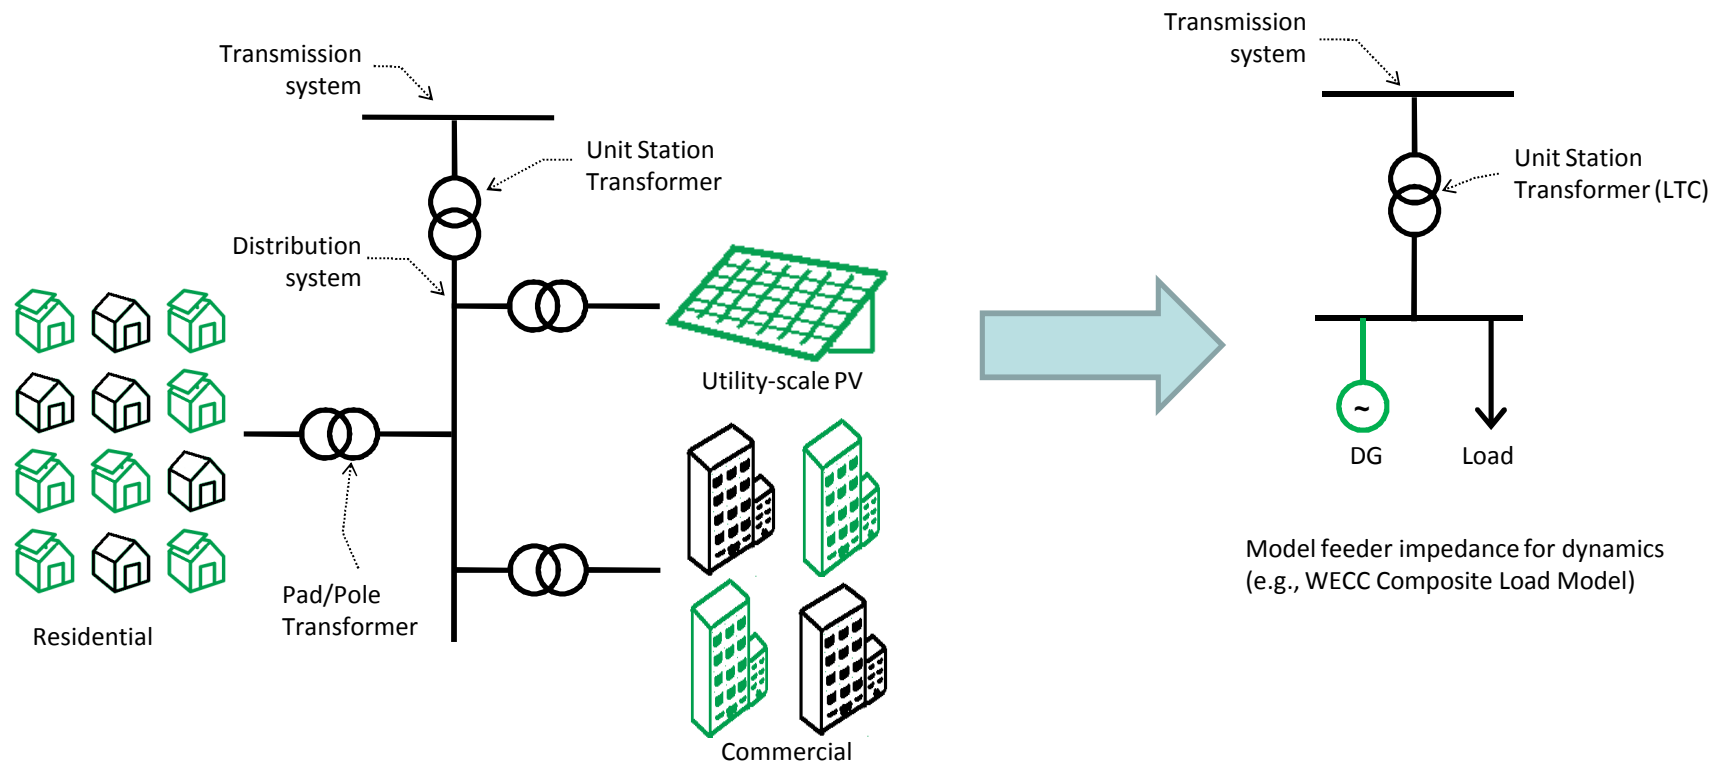 Transmission
system
Unit Station
Transformer
Distribution
system
Utility-scale PV
Pad/Pole
Transformer
Residential
Commercial
Transmission
system
Unit Station
Transformer (LTC)
~
DG
Load
Model feeder impedance for dynamics
(e.g., WECC Composite Load Model)